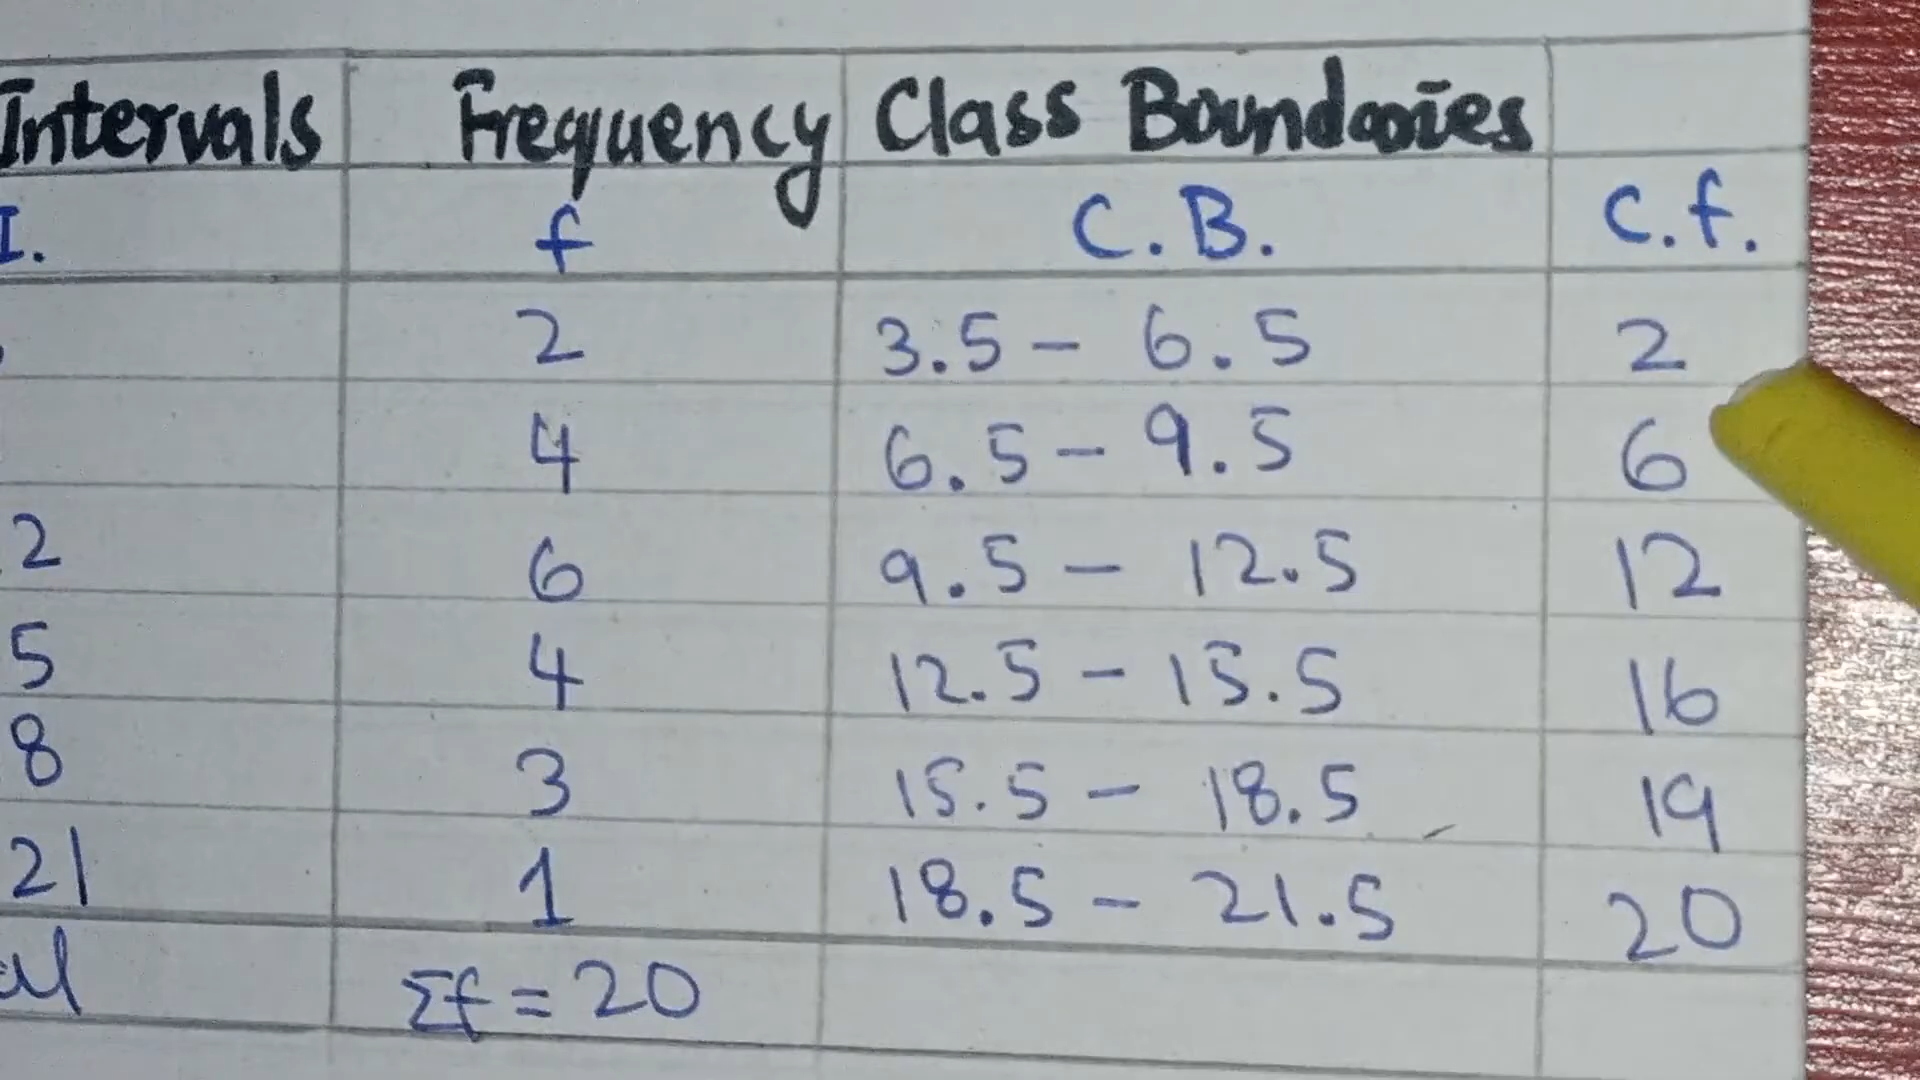 Intervals Frequency Class Boundaries
I. f C.B. C.f.
2 3.5 - 6.5 2
4 6.5 - 9.5 6
2 6 9.5 - 12.5 12
5 4 12.5 - 15.5 16
8 3 15.5 - 18.5 19
21 1 18.5 - 21.5 20
al Σf = 20